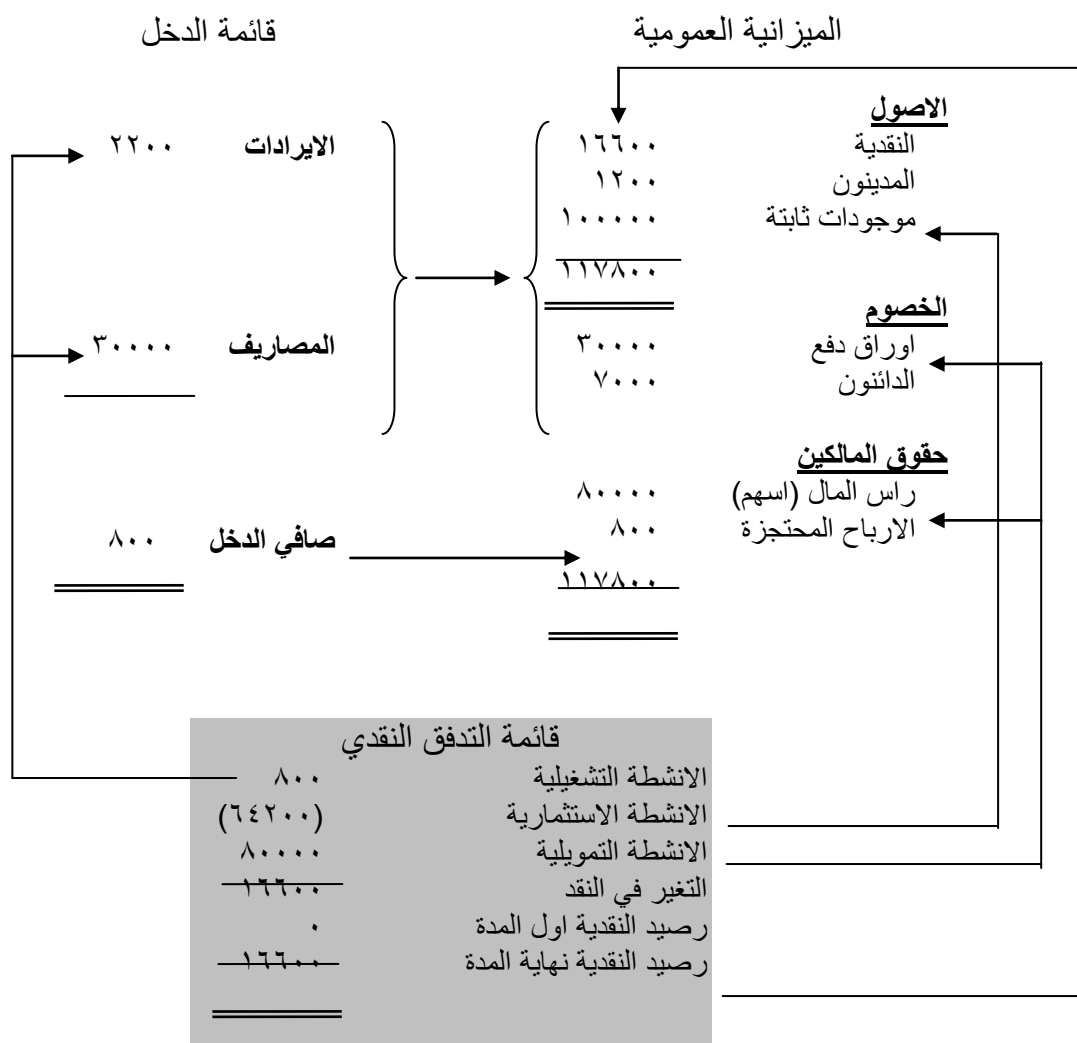 الميزانية العمومية
الاصول
النقدية ١٦٦٠٠
المدينون ١٢٠٠
موجودات ثابتة ١٠٠٠٠٠
١١٧٨٠٠
الخصوم
اوراق دفع ٣٠٠٠٠
الدائنون ٧٠٠٠
حقوق المالكين
راس المال (اسهم) ٨٠٠٠٠
الارباح المحتجزة ٨٠٠
١١٧٨٠٠
قائمة الدخل
الايرادات ٢٢٠٠
المصاريف ٣٠٠٠٠
صافي الدخل ٨٠٠
قائمة التدفق النقدي
الانشطة التشغيلية ٨٠٠
الانشطة الاستثمارية (٦٤٢٠٠)
الانشطة التمويلية ٨٠٠٠٠
التغير في النقد ١٦٦٠٠
رصيد النقدية اول المدة ٠
رصيد النقدية نهاية المدة ١٦٦٠٠